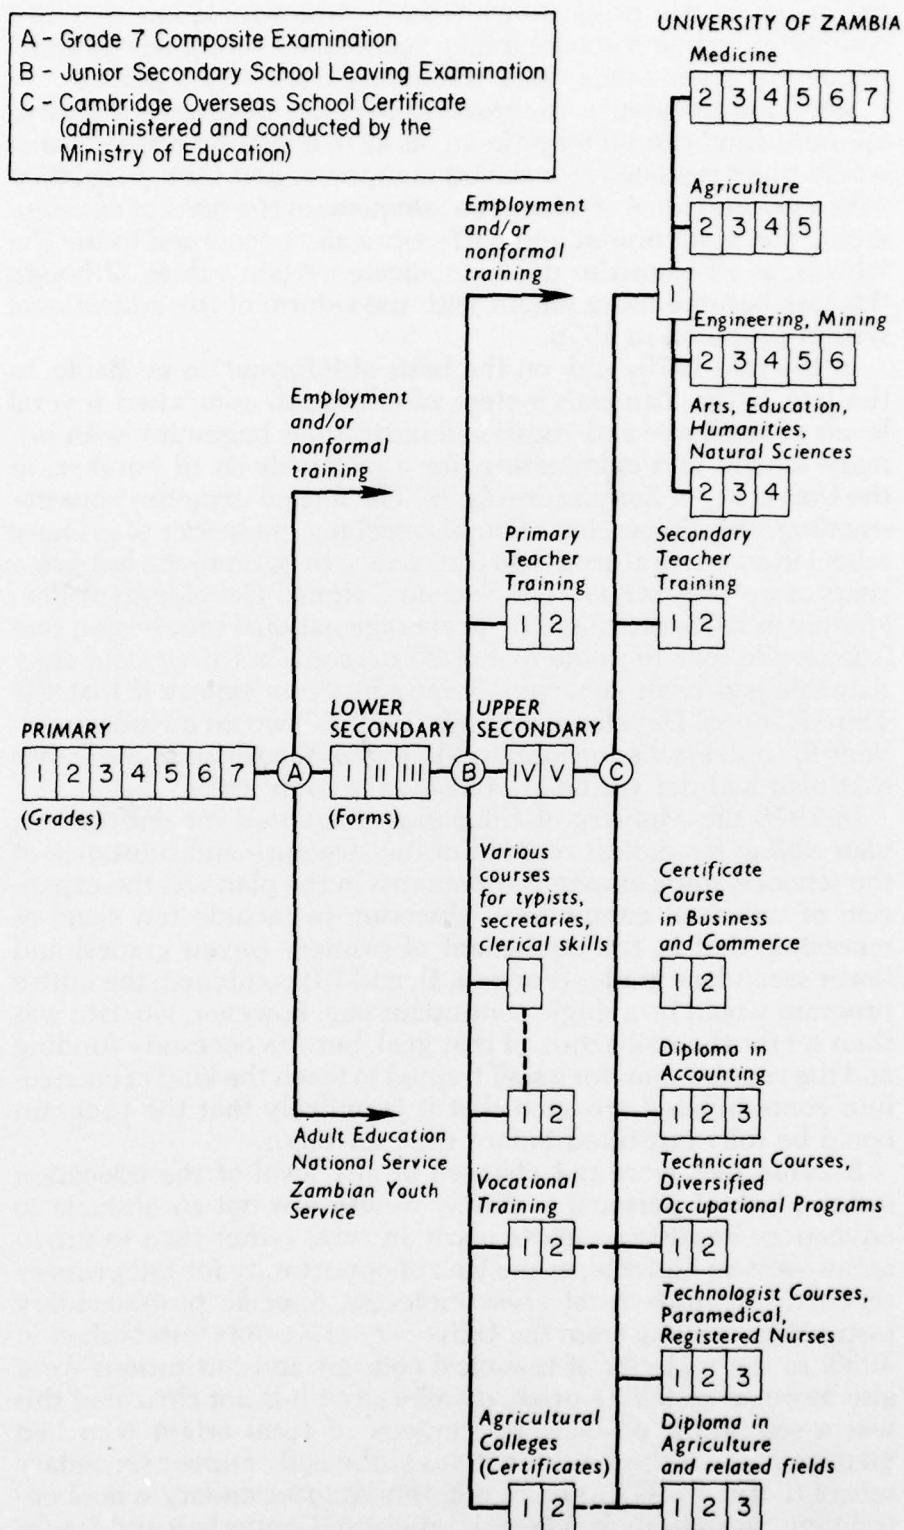 A - Grade 7 Composite Examination
B - Junior Secondary School Leaving Examination
C - Cambridge Overseas School Certificate
(administered and conducted by the
Ministry of Education)
UNIVERSITY OF ZAMBIA
Medicine
2 3 4 5 6 7
Agriculture
2 3 4 5
1
Engineering, Mining
2 3 4 5 6
Arts, Education,
Humanities,
Natural Sciences
2 3 4
Employment
and/or
nonformal
training
Employment
and/or
nonformal
training
Primary
Teacher
Training
1 2
Secondary
Teacher
Training
1 2
PRIMARY
1 2 3 4 5 6 7
(Grades)
A
LOWER
SECONDARY
I II III
(Forms)
B
UPPER
SECONDARY
IV V
C
Adult Education
National Service
Zambian Youth
Service
Various
courses
for typists,
secretaries,
clerical skills
1
1 2
Vocational
Training
1 2
Agricultural
Colleges
(Certificates)
1 2
Certificate
Course
in Business
and Commerce
1 2
Diploma in
Accounting
1 2 3
Technician Courses,
Diversified
Occupational Programs
1 2
Technologist Courses,
Paramedical,
Registered Nurses
1 2 3
Diploma in
Agriculture
and related fields
1 2 3